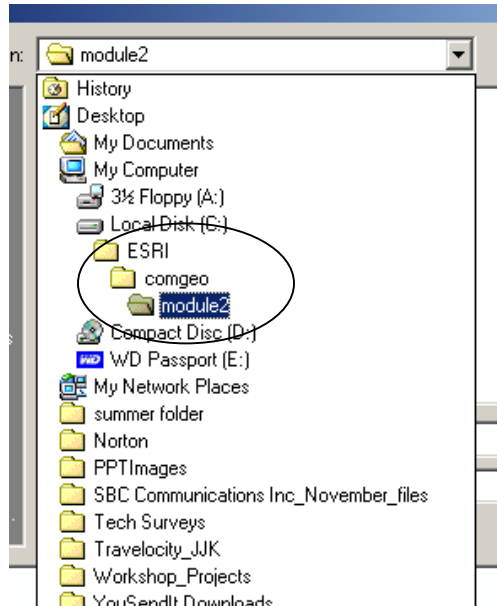 n: module2
History
Desktop
My Documents
My Computer
3½ Floppy (A:)
Local Disk (C:)
ESRI
comgeo
module2
Compact Disc (D:)
WD WD Passport (E:)
My Network Places
summer folder
Norton
PPTImages
SBC Communications Inc_November_files
Tech Surveys
Travelocity_JJK
Workshop_Projects
YouSendIt Downloads